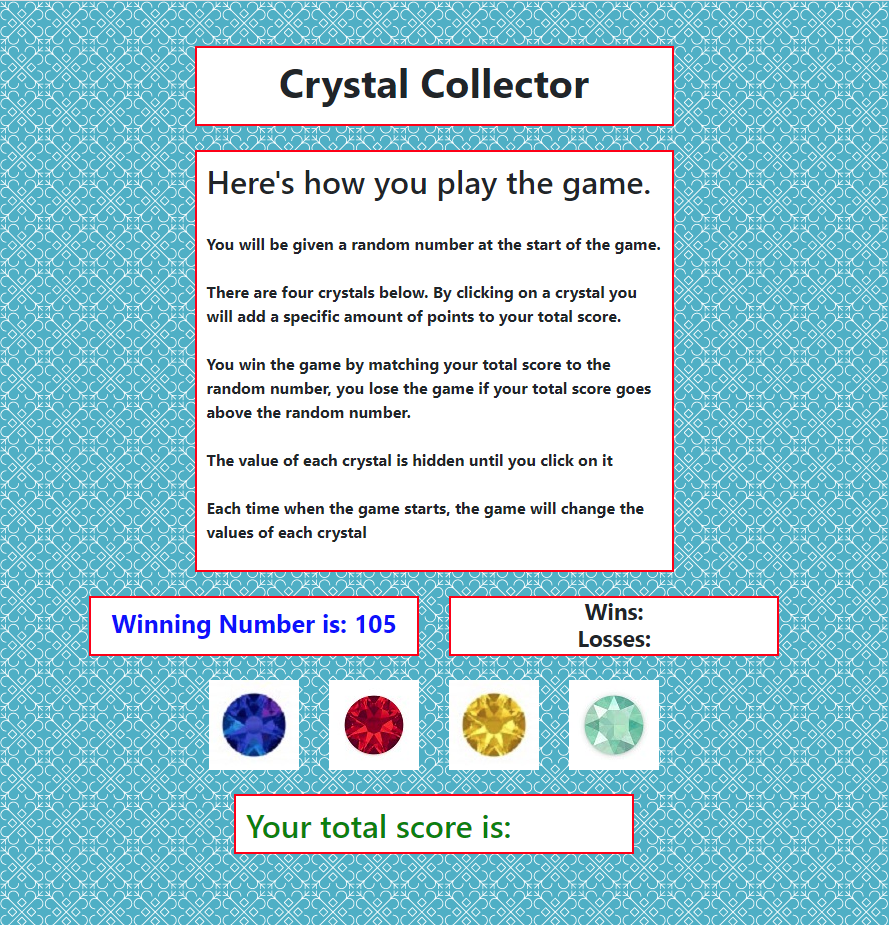 Crystal Collector
Here's how you play the game.
You will be given a random number at the start of the game.
There are four crystals below. By clicking on a crystal you
will add a specific amount of points to your total score.
You win the game by matching your total score to the
random number, you lose the game if your total score goes
above the random number.
The value of each crystal is hidden until you click on it
Each time when the game starts, the game will change the
values of each crystal
Winning Number is: 105
Wins:
Losses:
Your total score is: